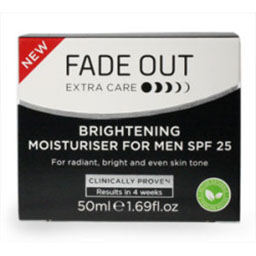 NEW
FADE OUT
EXTRA CARE
BRIGHTENING
MOISTURISER FOR MEN SPF 25
For radiant, bright and even skin tone
CLINICALLY PROVEN
Results in 4 weeks
50ml e 1.69fl.oz